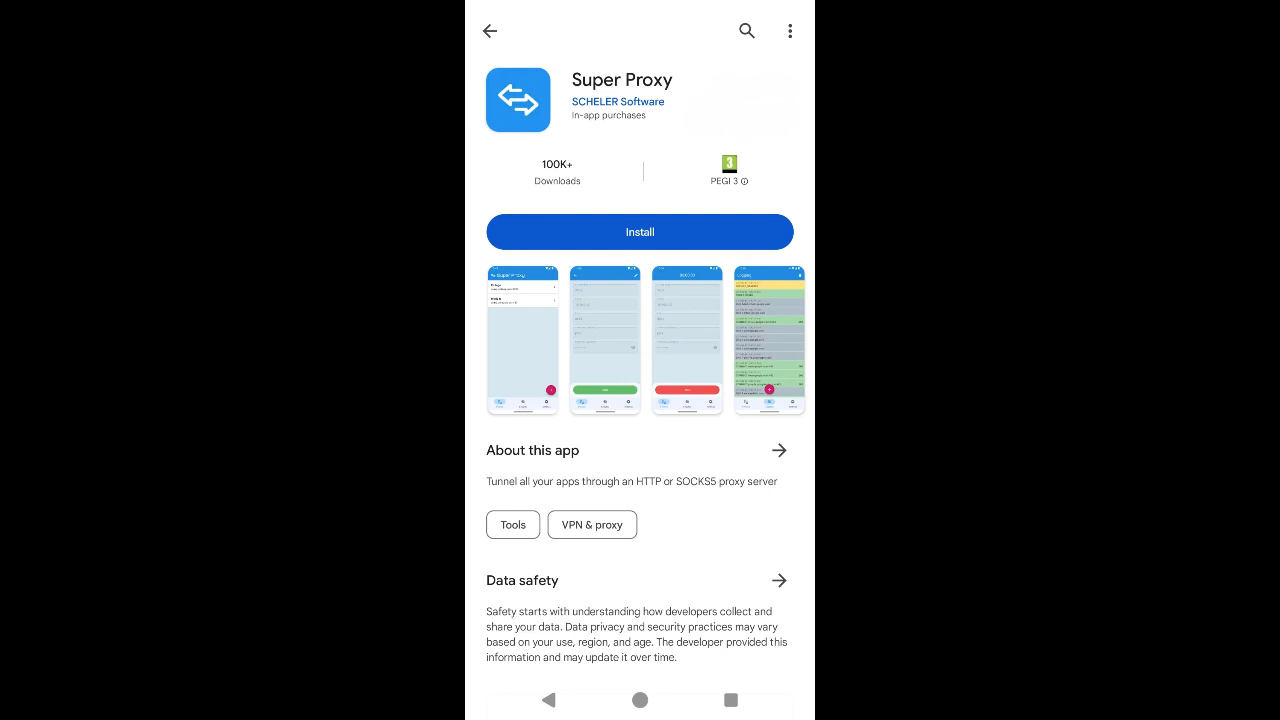 Super Proxy
SCHELER Software
In-app purchases
100K+
Downloads
3
PEGI 3
Install
Super Proxy
About this app
Tunnel all your apps through an HTTP or SOCKS5 proxy server
Tools
VPN & proxy
Data safety
Safety starts with understanding how developers collect and
share your data. Data privacy and security practices may vary
based on your use, region, and age. The developer provided this
information and may update it over time.